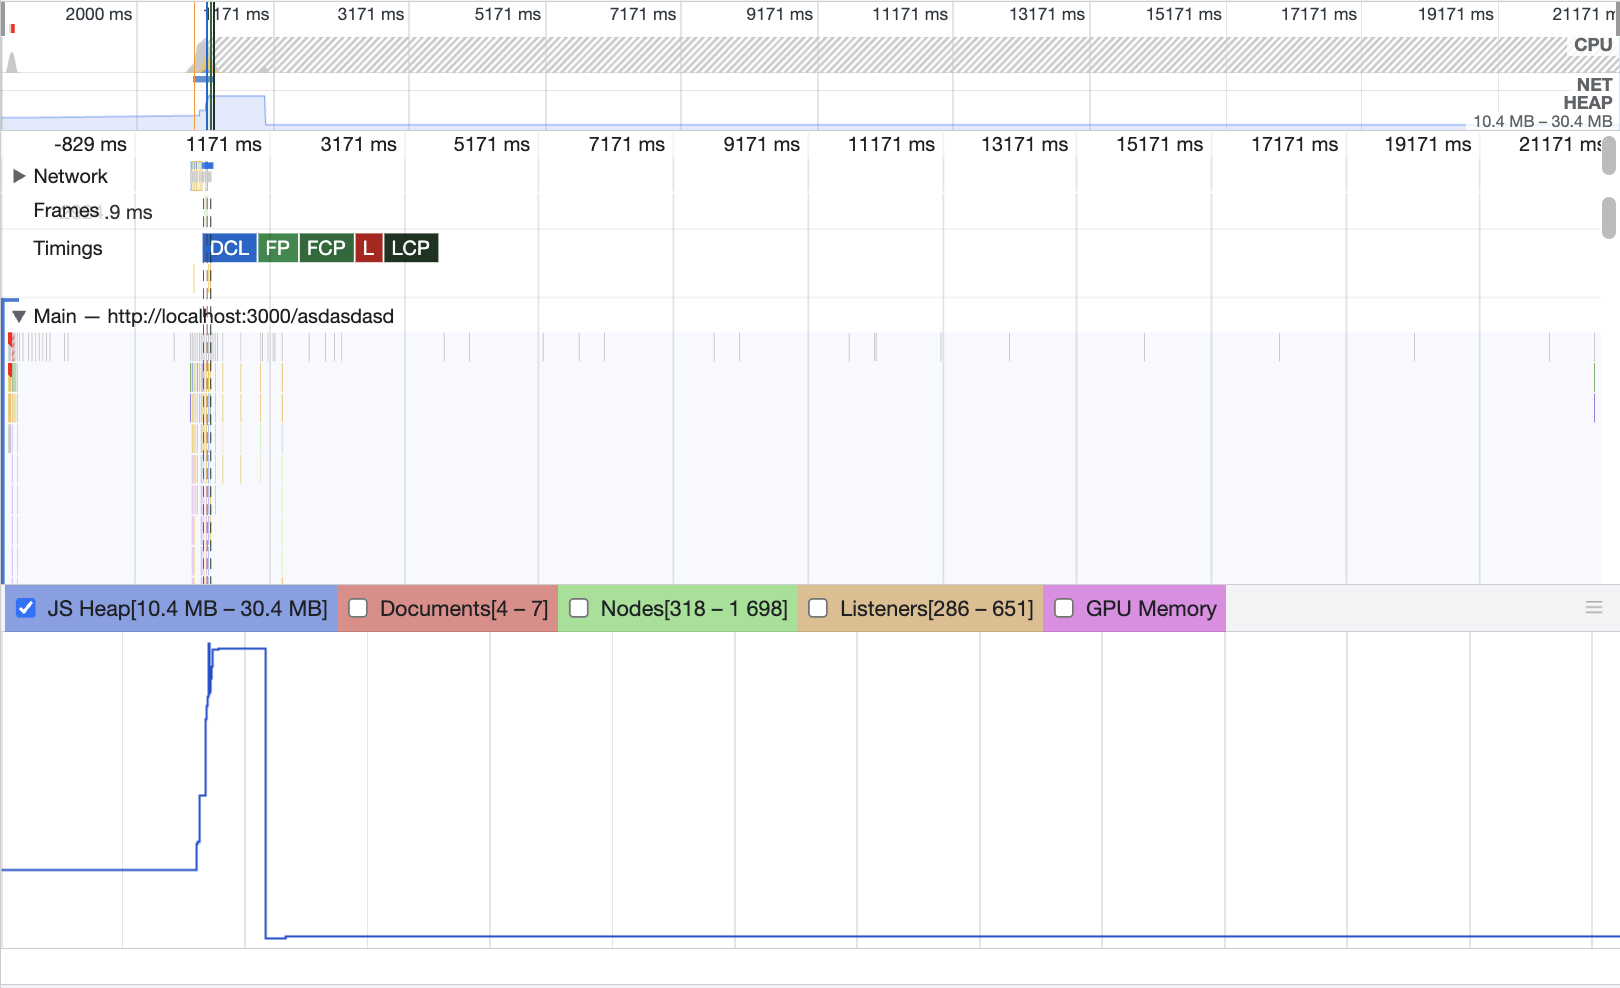 2000 ms 1171 ms 3171 ms 5171 ms 7171 ms 9171 ms 11171 ms 13171 ms 15171 ms 17171 ms 19171 ms 21171 m
CPU
NET
HEAP
10.4 MB – 30.4 MB
-829 ms 1171 ms 3171 ms 5171 ms 7171 ms 9171 ms 11171 ms 13171 ms 15171 ms 17171 ms 19171 ms 21171 ms
Network
Frames .9 ms
Timings DCL FP FCP L LCP
Main — http://localhost:3000/asdasdasd
JS Heap[10.4 MB – 30.4 MB] Documents[4 – 7] Nodes[318 – 1 698] Listeners[286 – 651] GPU Memory